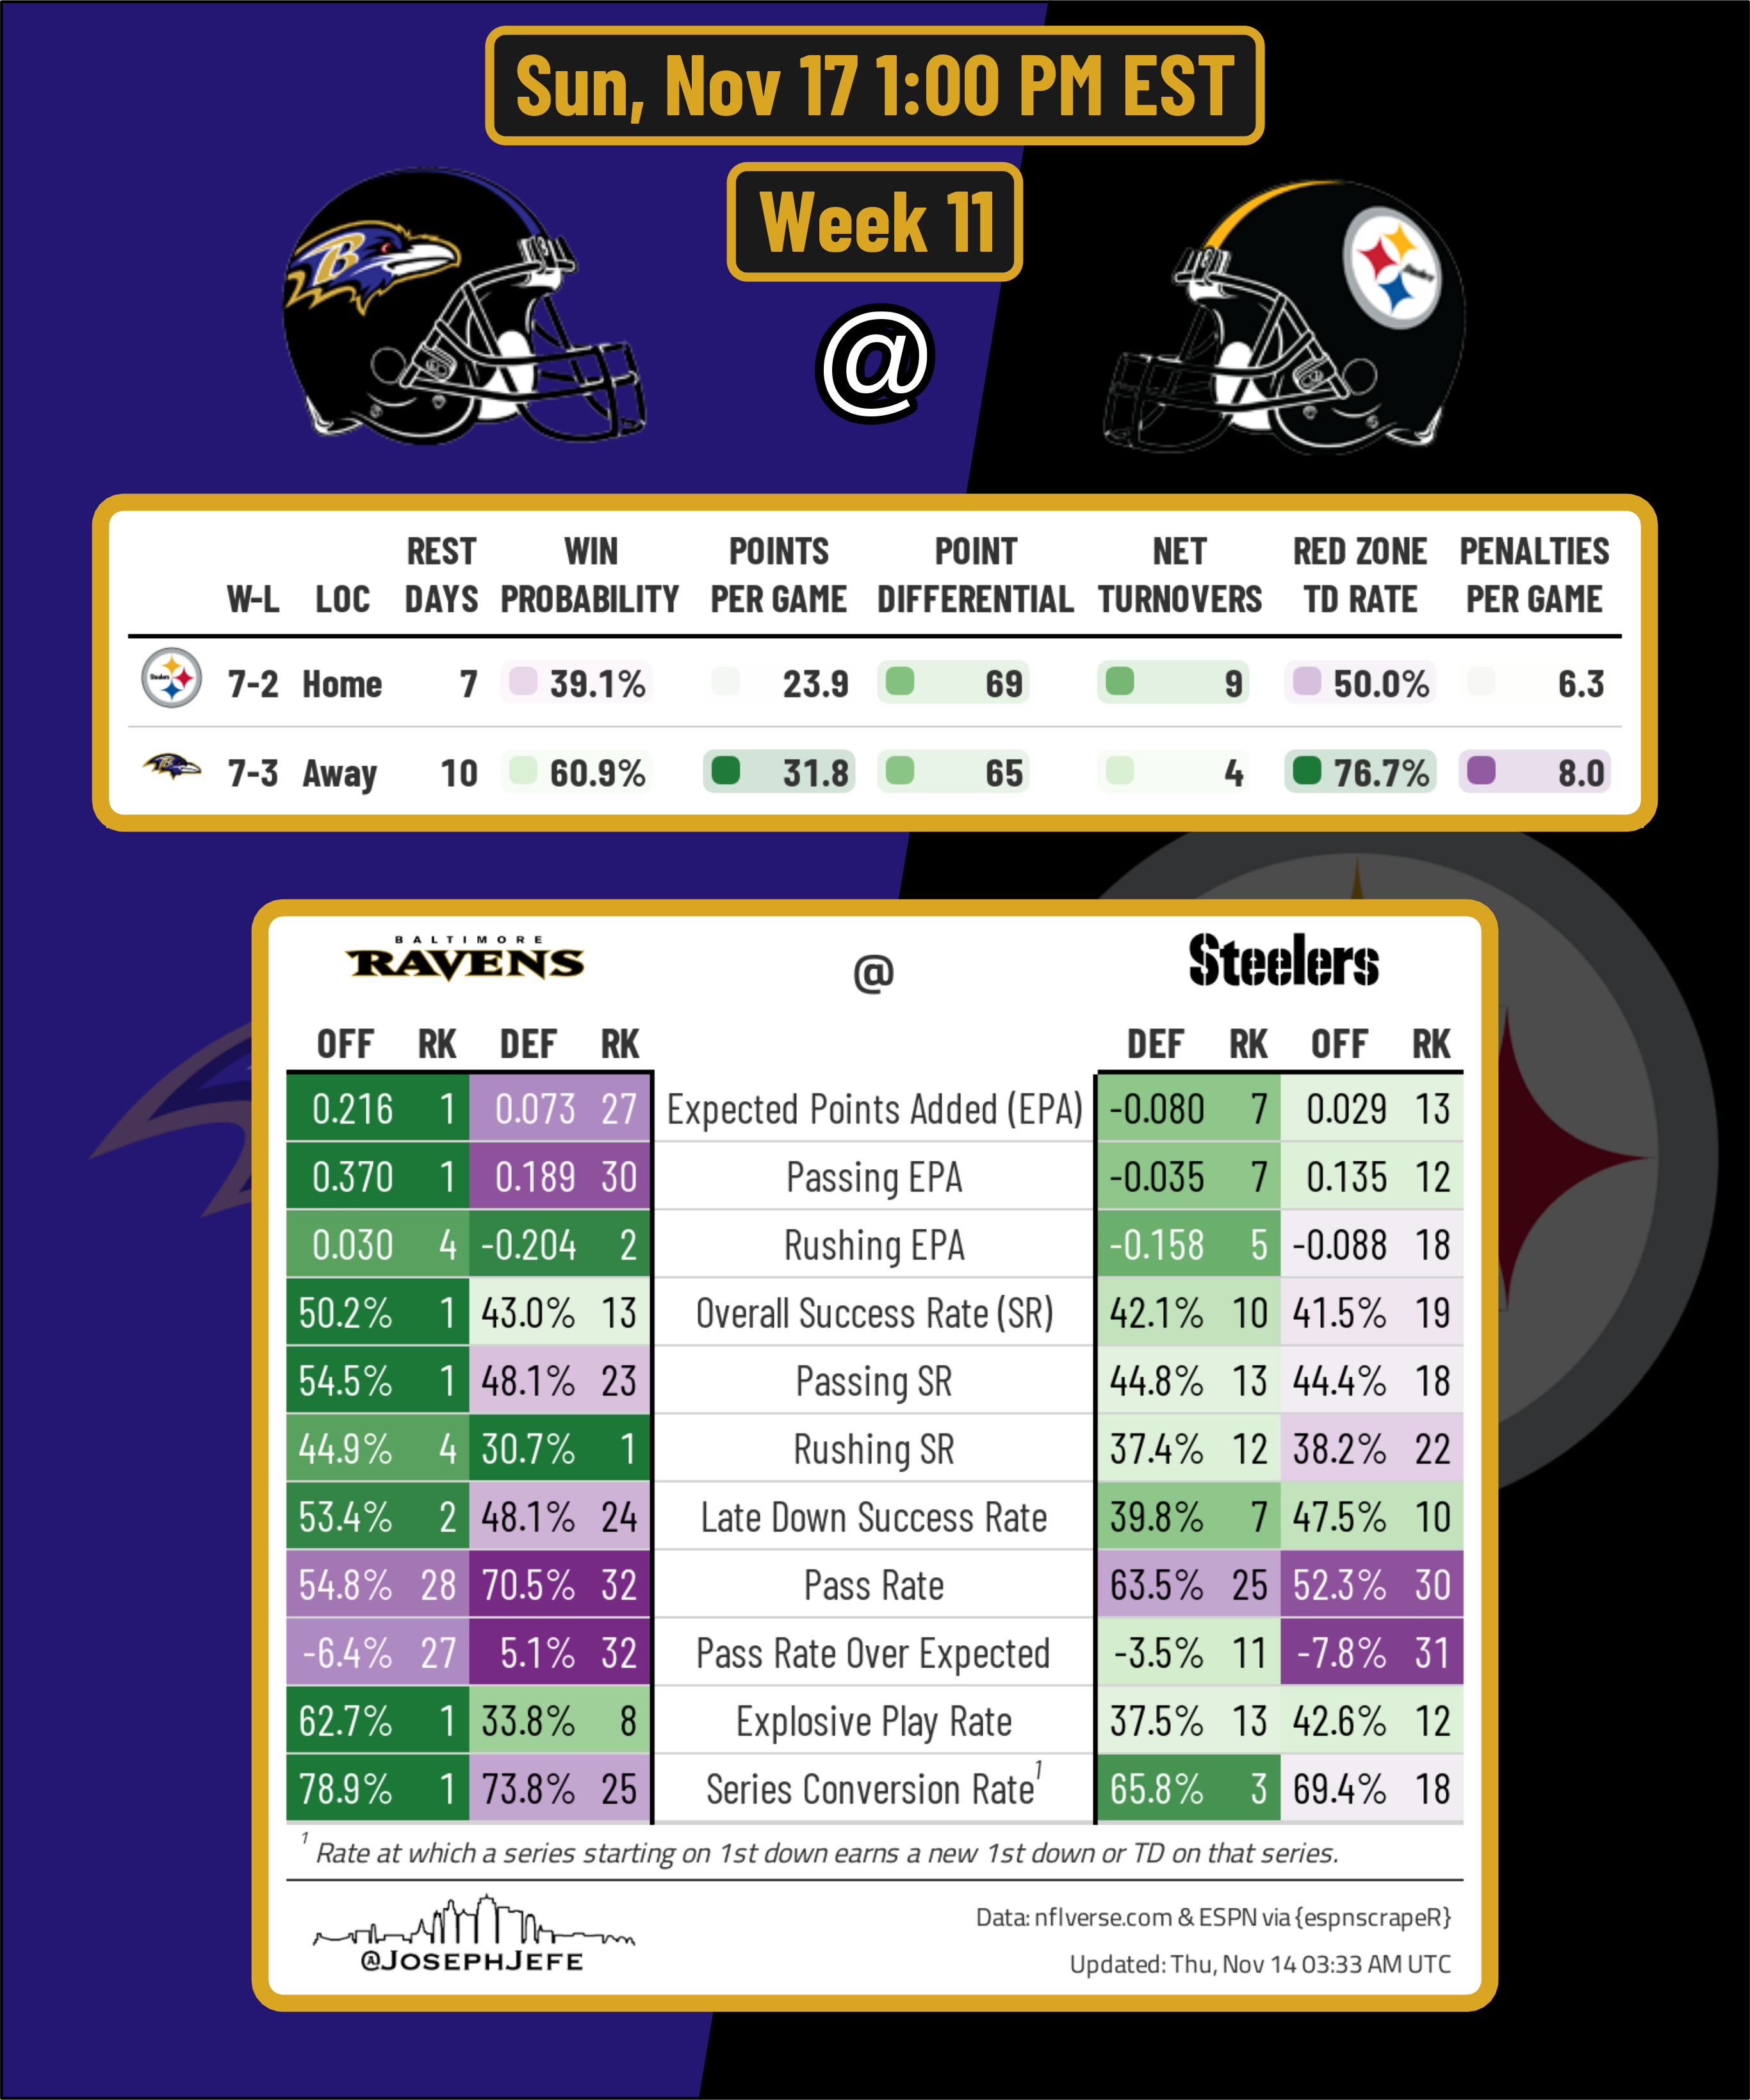 Sun, Nov 17 1:00 PM EST
Week 11
B
Steelers
@
W-L LOC REST DAYS WIN PROBABILITY POINTS PER GAME POINT DIFFERENTIAL NET TURNOVERS RED ZONE TD RATE PENALTIES PER GAME
Steelers 7-2 Home 7 39.1% 23.9 69 9 50.0% 6.3
B 7-3 Away 10 60.9% 31.8 65 4 76.7% 8.0
BALTIMORE
RAVENS @ Steelers
OFF RK DEF RK DEF RK OFF RK
0.216 1 0.073 27 Expected Points Added (EPA) -0.080 7 0.029 13
0.370 1 0.189 30 Passing EPA -0.035 7 0.135 12
0.030 4 -0.204 2 Rushing EPA -0.158 5 -0.088 18
50.2% 1 43.0% 13 Overall Success Rate (SR) 42.1% 10 41.5% 19
54.5% 1 48.1% 23 Passing SR 44.8% 13 44.4% 18
44.9% 4 30.7% 1 Rushing SR 37.4% 12 38.2% 22
53.4% 2 48.1% 24 Late Down Success Rate 39.8% 7 47.5% 10
54.8% 28 70.5% 32 Pass Rate 63.5% 25 52.3% 30
-6.4% 27 5.1% 32 Pass Rate Over Expected -3.5% 11 -7.8% 31
62.7% 1 33.8% 8 Explosive Play Rate 37.5% 13 42.6% 12
78.9% 1 73.8% 25 Series Conversion Rate¹ 65.8% 3 69.4% 18
¹ Rate at which a series starting on 1st down earns a new 1st down or TD on that series.
@JOSEPHJEFE
Data: nflverse.com & ESPN via {espnscrapeR}
Updated: Thu, Nov 14 03:33 AM UTC